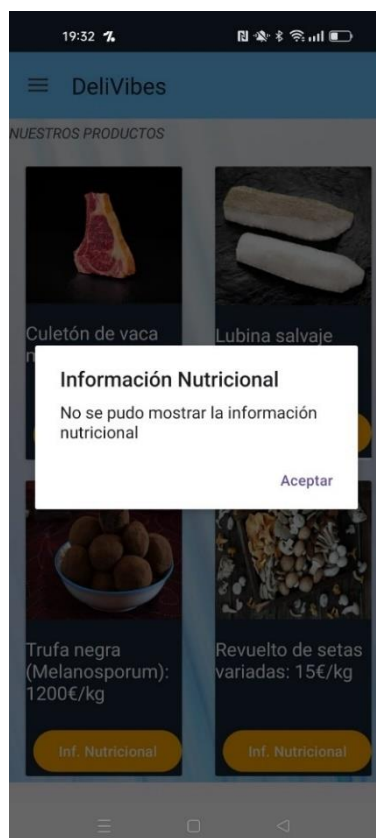 19:32
DeliVibes
NUESTROS PRODUCTOS
Culetón de vaca
Lubina salvaje
Información Nutricional
No se pudo mostrar la información
nutricional
Aceptar
Trufa negra
(Melanosporum):
1200€/kg
Revuelto de setas
variadas: 15€/kg
Inf. Nutricional
Inf. Nutricional